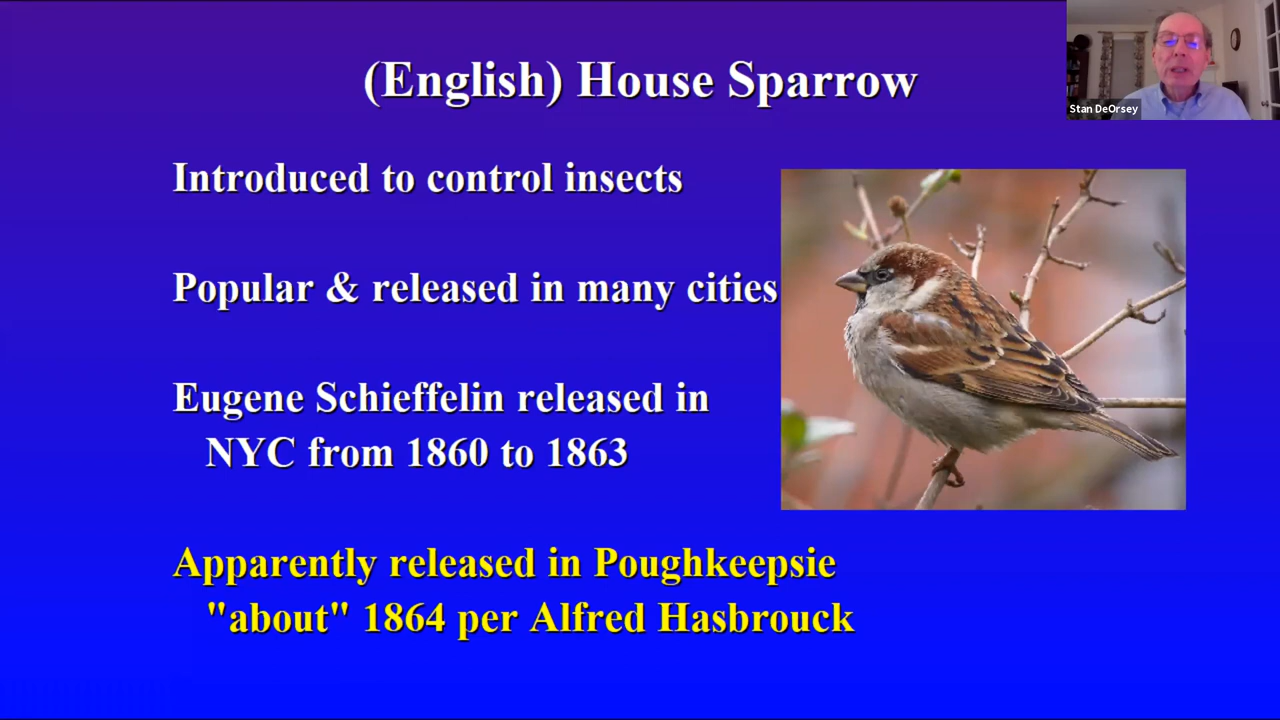 (English) House Sparrow
Stan DeOrsey
Introduced to control insects
Popular & released in many cities
Eugene Schieffelin released in
NYC from 1860 to 1863
Apparently released in Poughkeepsie
"about" 1864 per Alfred Hasbrouck